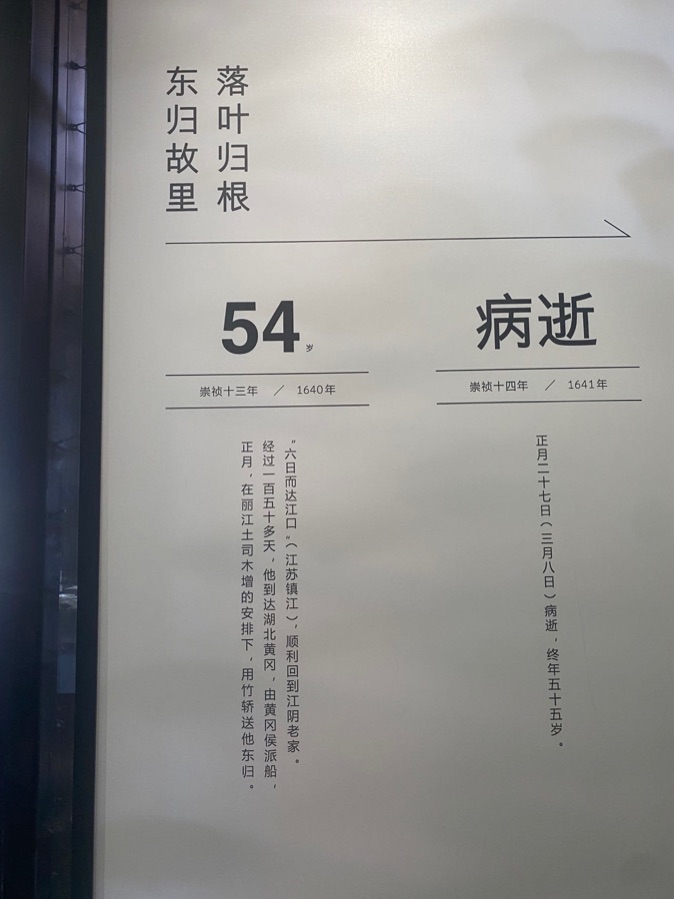 东归故里
落叶归根
54岁
崇祯十三年 / 1640年
正月,在丽江土司木增的安排下,用竹轿送他东归。
经过一百五十多天,他到达湖北黄冈,由黄冈侯派船,
“六日而达江口”(江苏镇江),顺利回到江阴老家。
病逝
崇祯十四年 / 1641年
正月二十七日(三月八日)病逝,终年五十五岁。